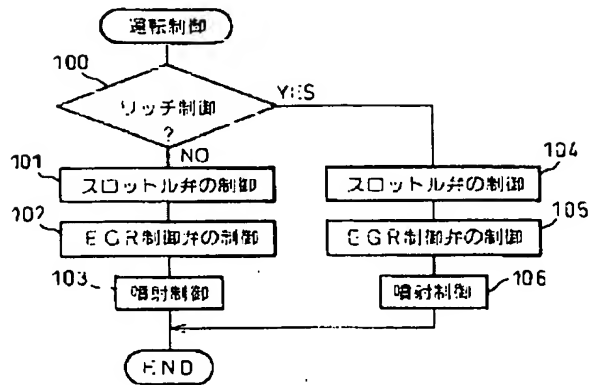 運転制御
100
リッチ制御
?
YES
NO
101
スロットル弁の制御
102
EGR制御弁の制御
103
噴射制御
104
スロットル弁の制御
105
EGR制御弁の制御
106
噴射制御
END